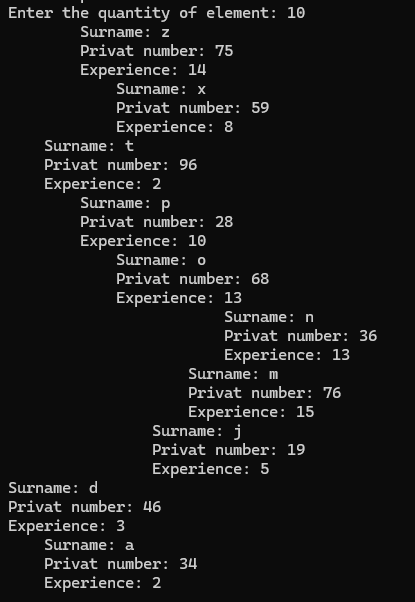 Enter the quantity of element: 10
Surname: z
Privat number: 75
Experience: 14
Surname: x
Privat number: 59
Experience: 8
Surname: t
Privat number: 96
Experience: 2
Surname: p
Privat number: 28
Experience: 10
Surname: o
Privat number: 68
Experience: 13
Surname: n
Privat number: 36
Experience: 13
Surname: m
Privat number: 76
Experience: 15
Surname: j
Privat number: 19
Experience: 5
Surname: d
Privat number: 46
Experience: 3
Surname: a
Privat number: 34
Experience: 2